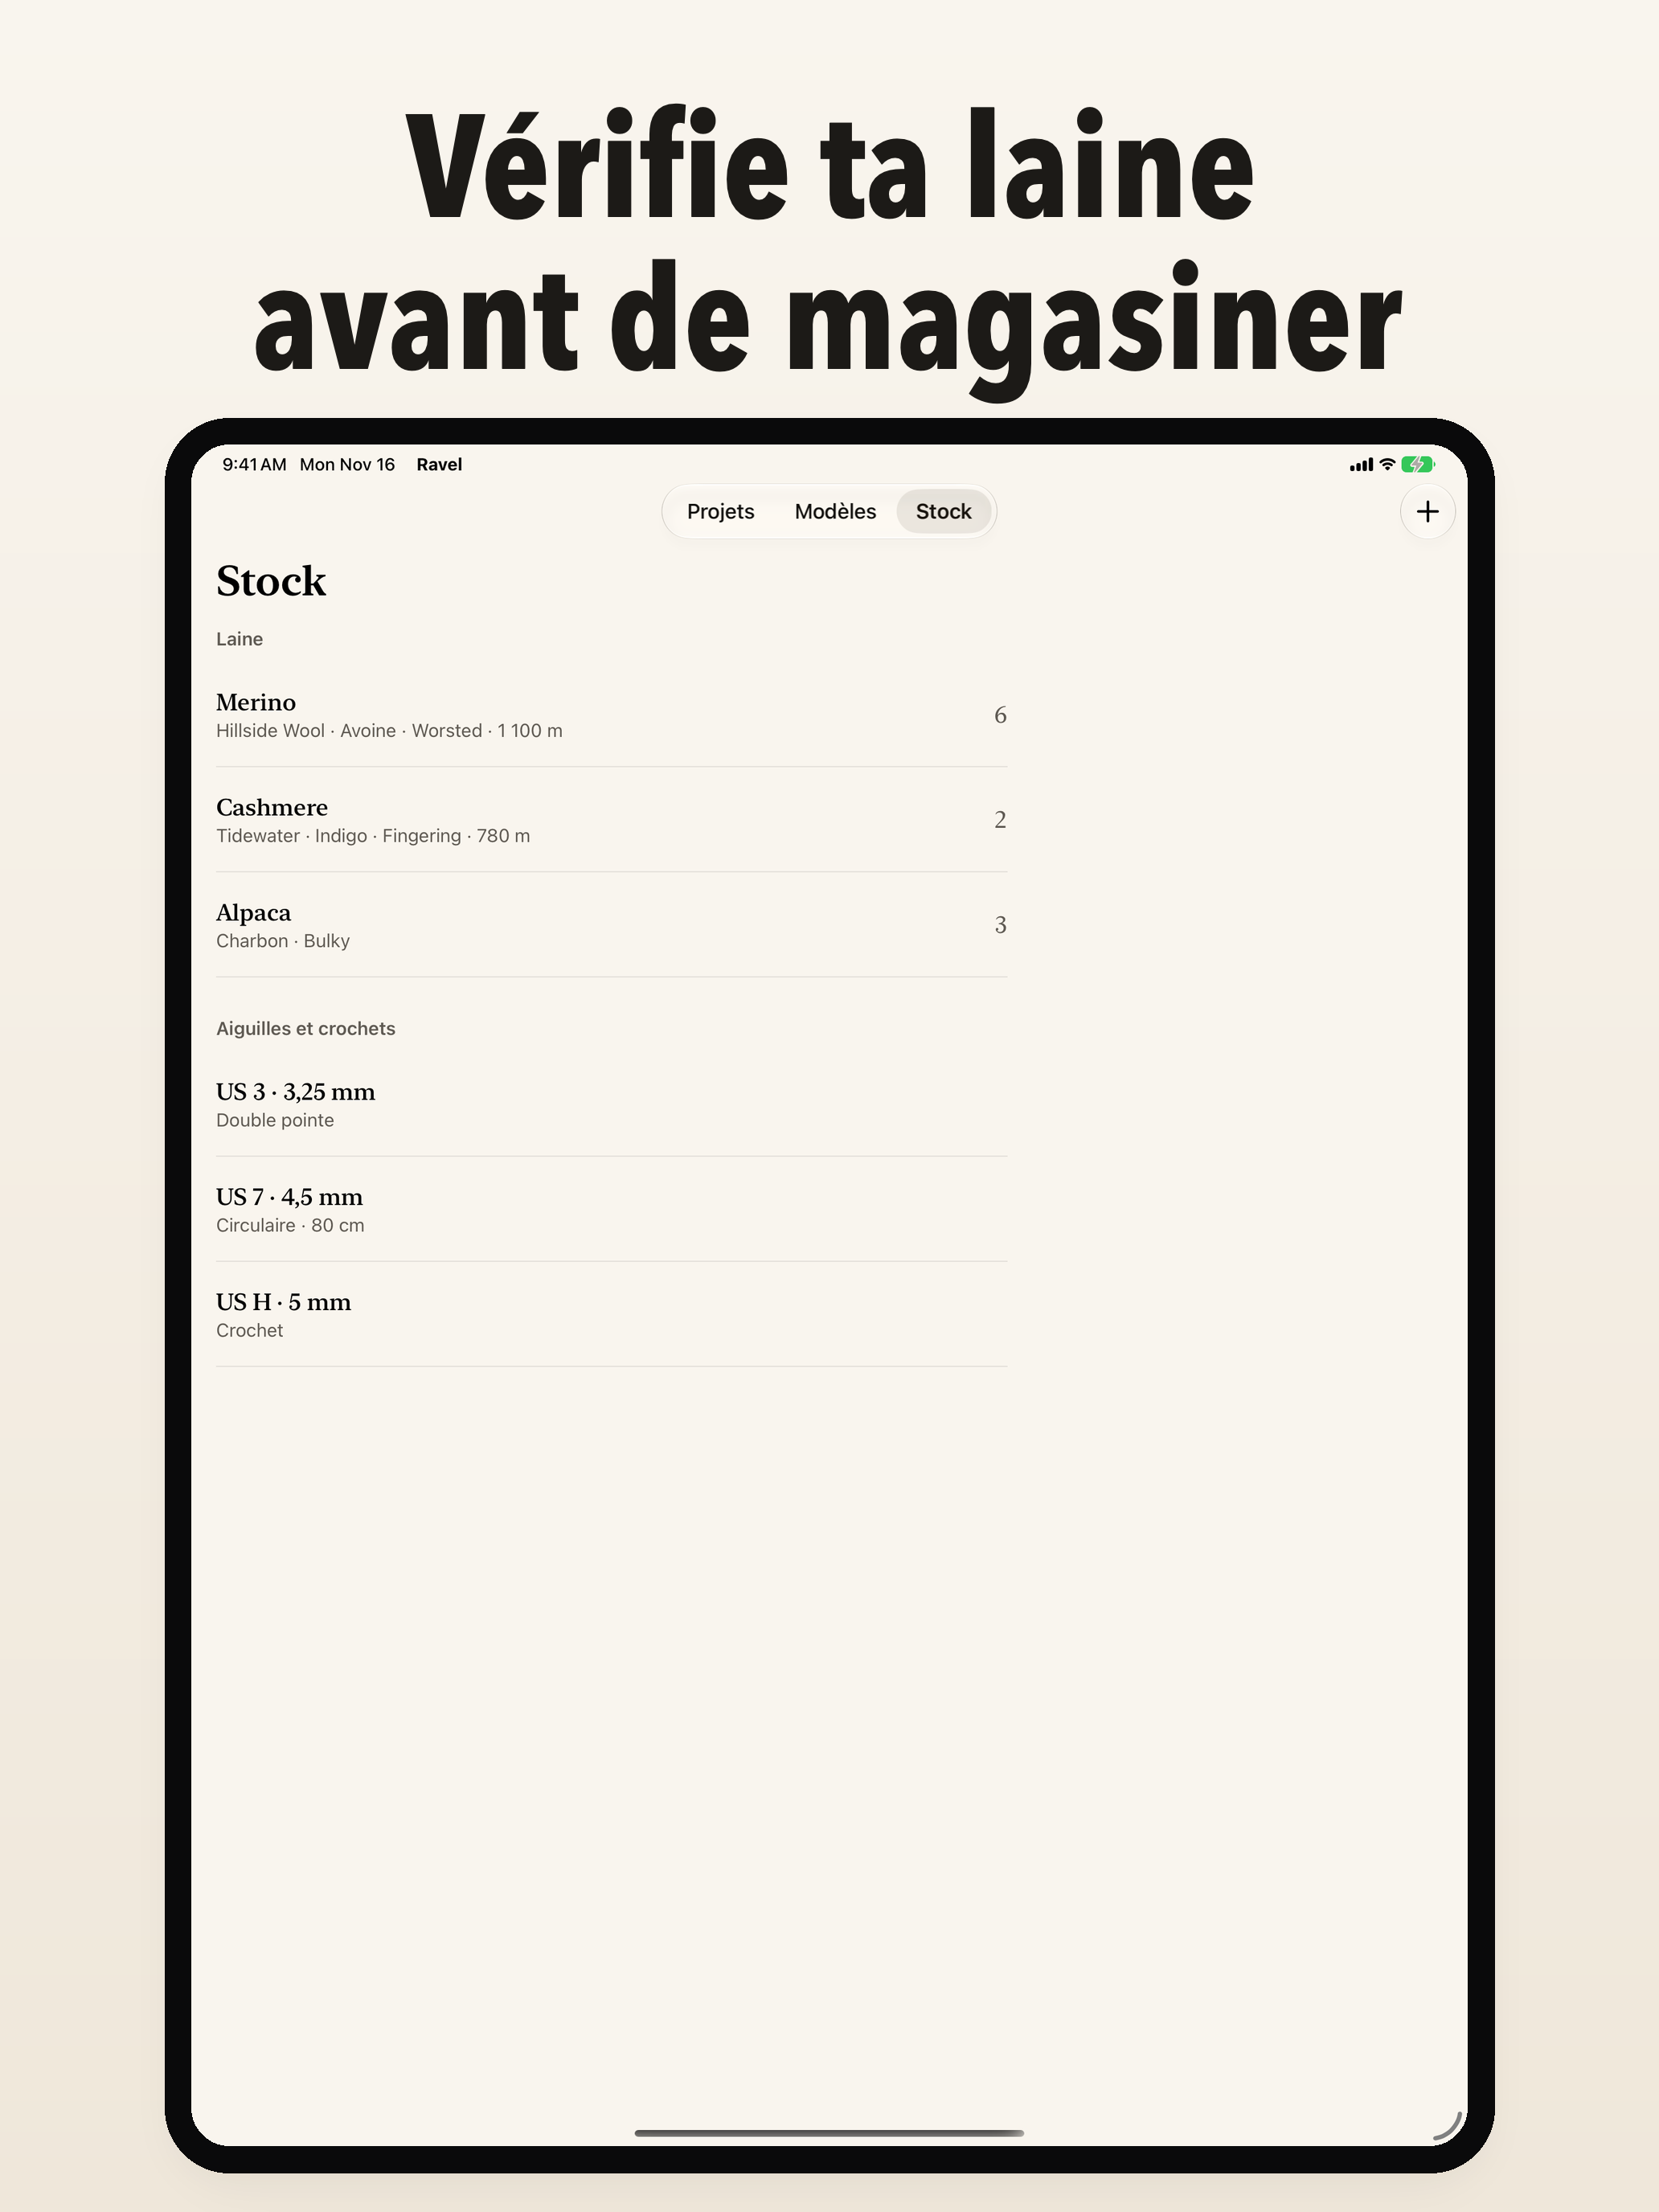 Vérifie ta laine
avant de magasiner
9:41 AM Mon Nov 16 Ravel
Projets Modèles Stock
Stock
Laine
Merino
6
Hillside Wool · Avoine · Worsted · 1 100 m
Cashmere
2
Tidewater · Indigo · Fingering · 780 m
Alpaca
3
Charbon · Bulky
Aiguilles et crochets
US 3 · 3,25 mm
Double pointe
US 7 · 4,5 mm
Circulaire · 80 cm
US H · 5 mm
Crochet